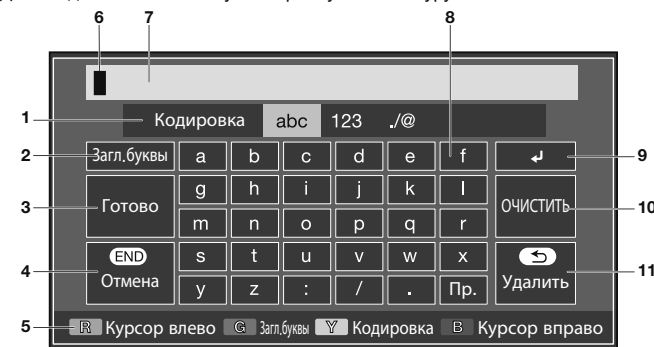 6 7 8
1 Кодировка abc 123 ./@
2 Загл.буквы a b c d e f ↲ 9
3 Готово g h i j k l ОЧИСТИТЬ 10
m n o p q r
4 END Отмена s t u v w x Удалить 11
y z : / . Пр.
5 R Курсор влево G Загл.буквы Y Кодировка B Курсор вправо